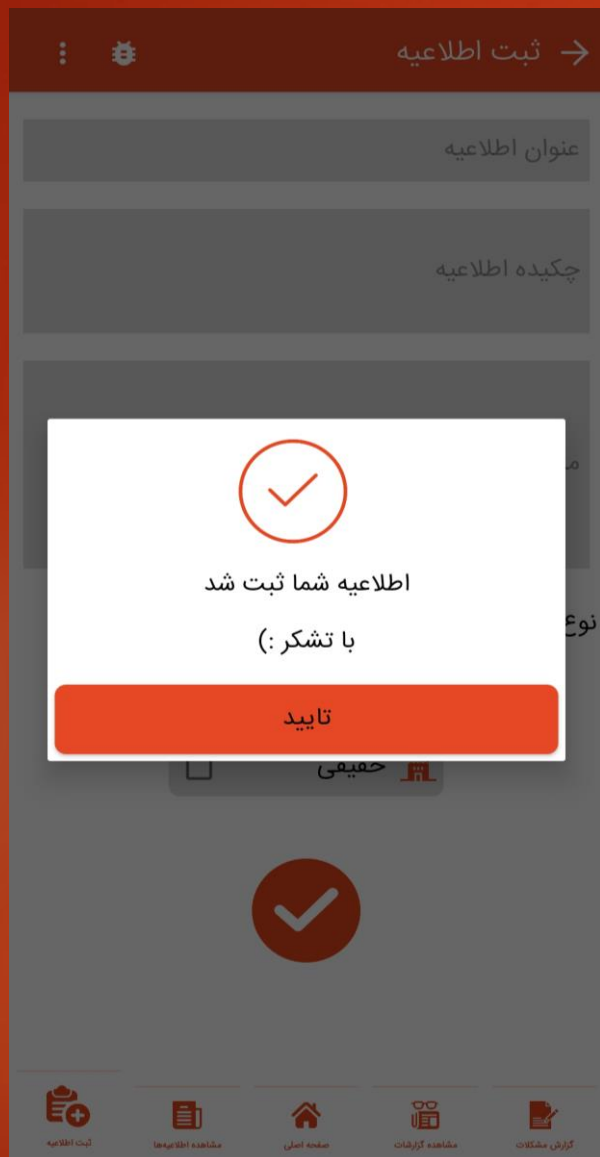 ثبت اطلاعیه
عنوان اطلاعیه
چکیده اطلاعیه
اطلاعیه شما ثبت شد
با تشکر :)
نوع
تایید
حقیقی
گزارش مشکلات
مشاهده گزارشات
صفحه اصلی
مشاهده اطلاعیه‌ها
ثبت اطلاعیه